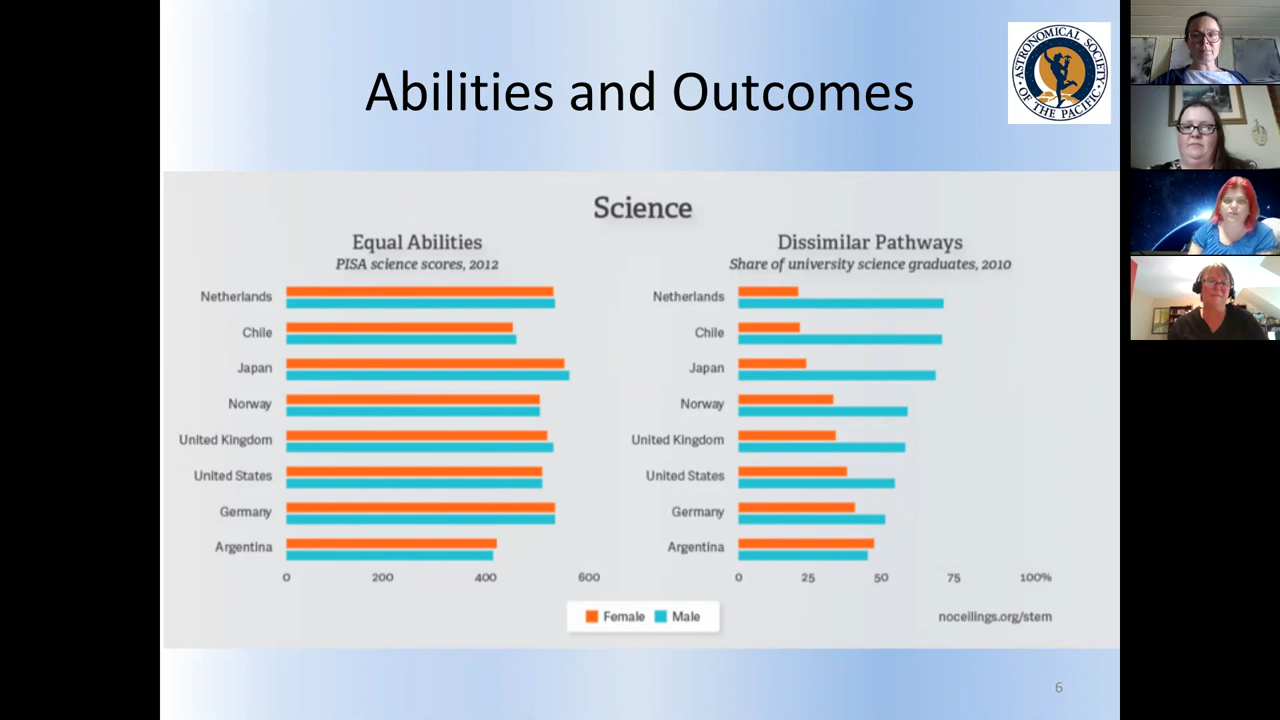 Abilities and Outcomes
ASTRONOMICAL SOCIETY
OF THE PACIFIC
Science
Equal Abilities
PISA science scores, 2012
Netherlands
Chile
Japan
Norway
United Kingdom
United States
Germany
Argentina
0 200 400 600
Dissimilar Pathways
Share of university science graduates, 2010
Netherlands
Chile
Japan
Norway
United Kingdom
United States
Germany
Argentina
0 25 50 75 100%
Female Male
noceilings.org/stem
6